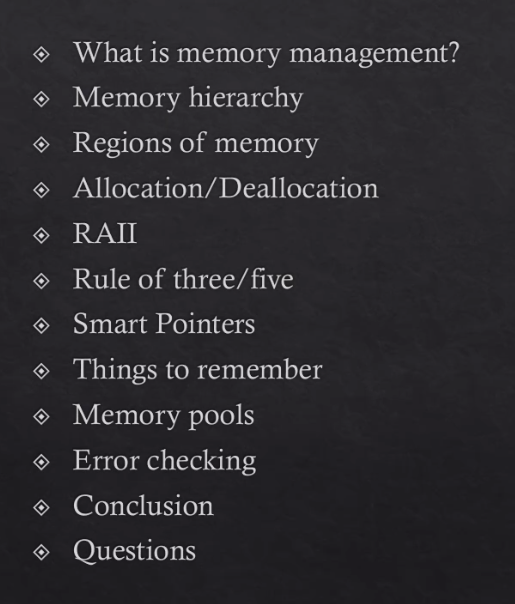 What is memory management?
Memory hierarchy
Regions of memory
Allocation/Deallocation
RAII
Rule of three/five
Smart Pointers
Things to remember
Memory pools
Error checking
Conclusion
Questions